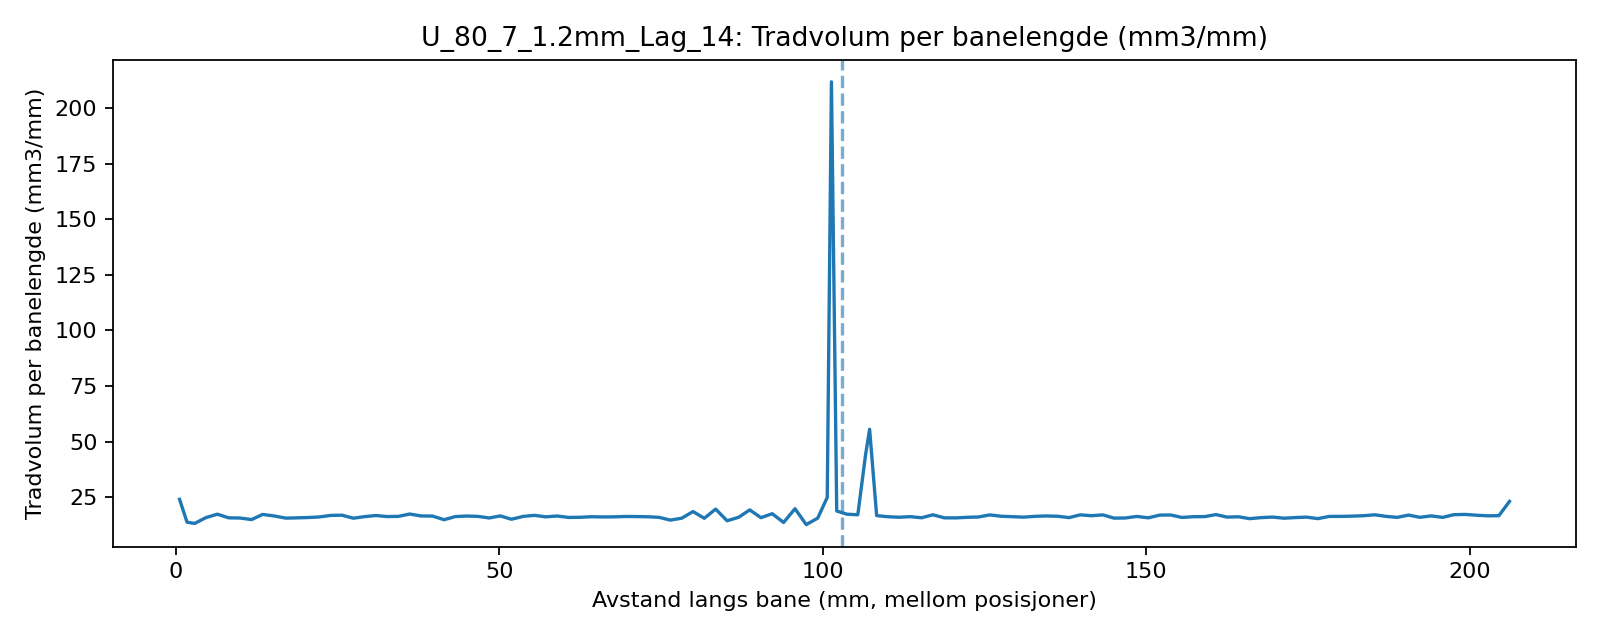 U_80_7_1.2mm_Lag_14: Tradvolum per banelengde (mm3/mm)
Tradvolum per banelengde (mm3/mm)
200
175
150
125
100
75
50
25
0 50 100 150 200
Avstand langs bane (mm, mellom posisjoner)